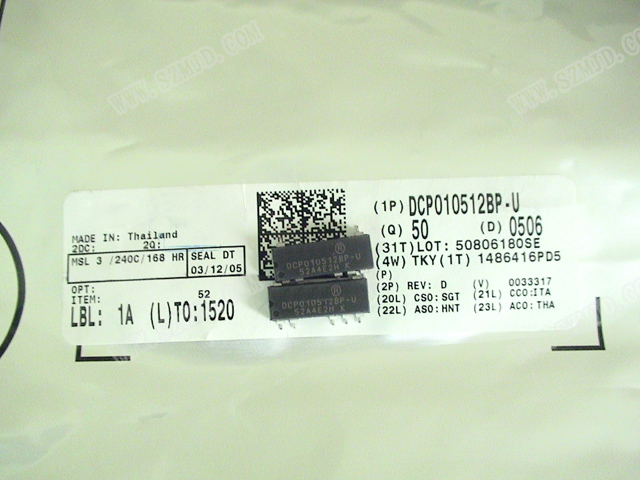 WWW.SZMJD.COM
WWW.SZMJD.COM
MADE IN: Thailand
2DC: 2Q:
MSL 3 /240C/168 HR
SEAL DT
03/12/05
OPT:
ITEM: 52
LBL: 1A (L)TO:1520
(1P) DCP010512BP-U
(Q) 50 (D) 0506
(31T)LOT: 50806180SE
(4W) TKY(1T) 1486416PD5
(P)
(2P) REV: D (V) 0033317
(20L) CSO:SGT (21L) CCO:ITA
(22L) ASO:HNT (23L) ACO:THA
DCP010512BP-U
52A4E2H K
DCP010512BP-U
52A4E2H K